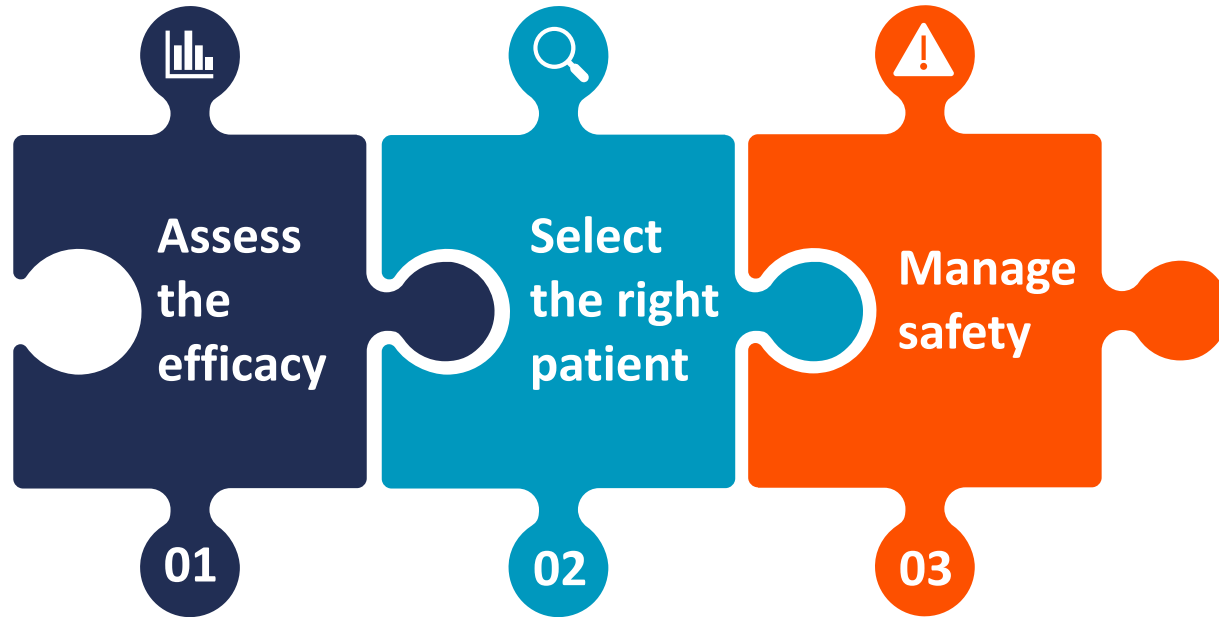 Assess
the
efficacy
01
Select
the right
patient
02
Manage
safety
03